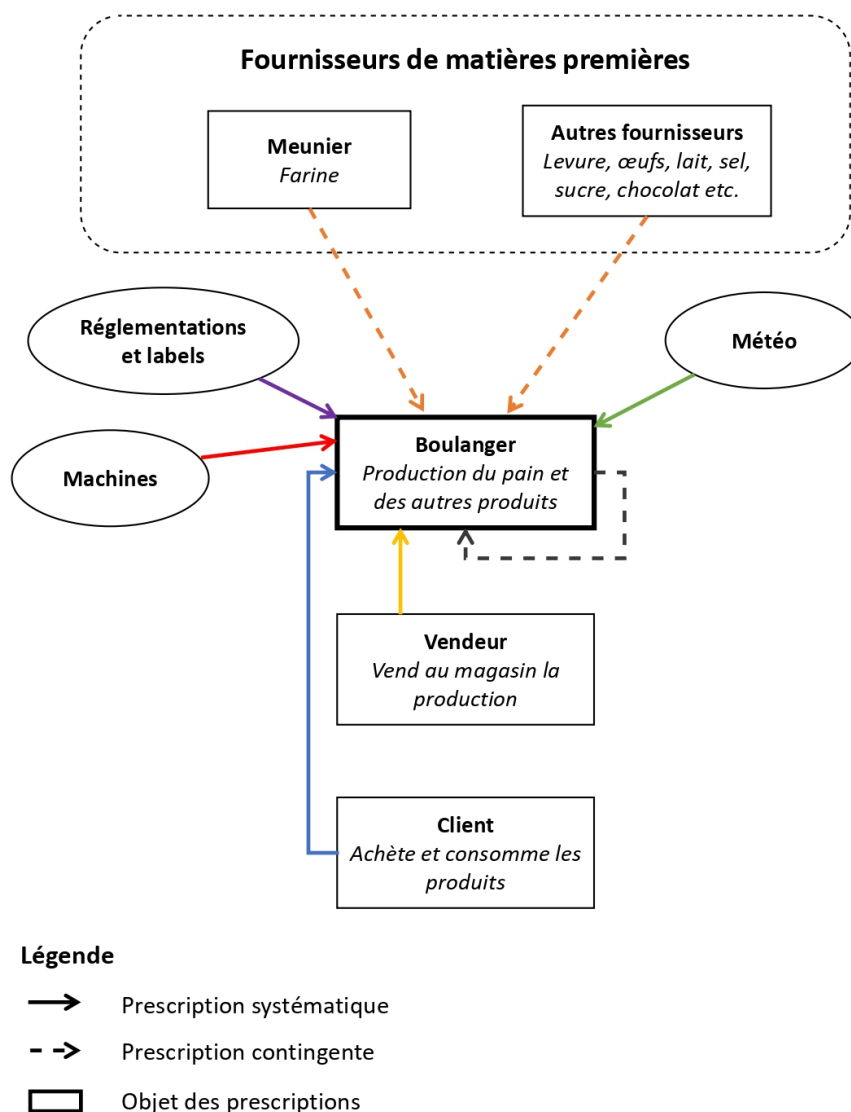 Fournisseurs de matières premières
Meunier
Farine
Autres fournisseurs
Levure, œufs, lait, sel,
sucre, chocolat etc.
Réglementations
et labels
Météo
Machines
Boulanger
Production du pain et
des autres produits
Vendeur
Vend au magasin la
production
Client
Achète et consomme les
produits
Légende
Prescription systématique
Prescription contingente
Objet des prescriptions